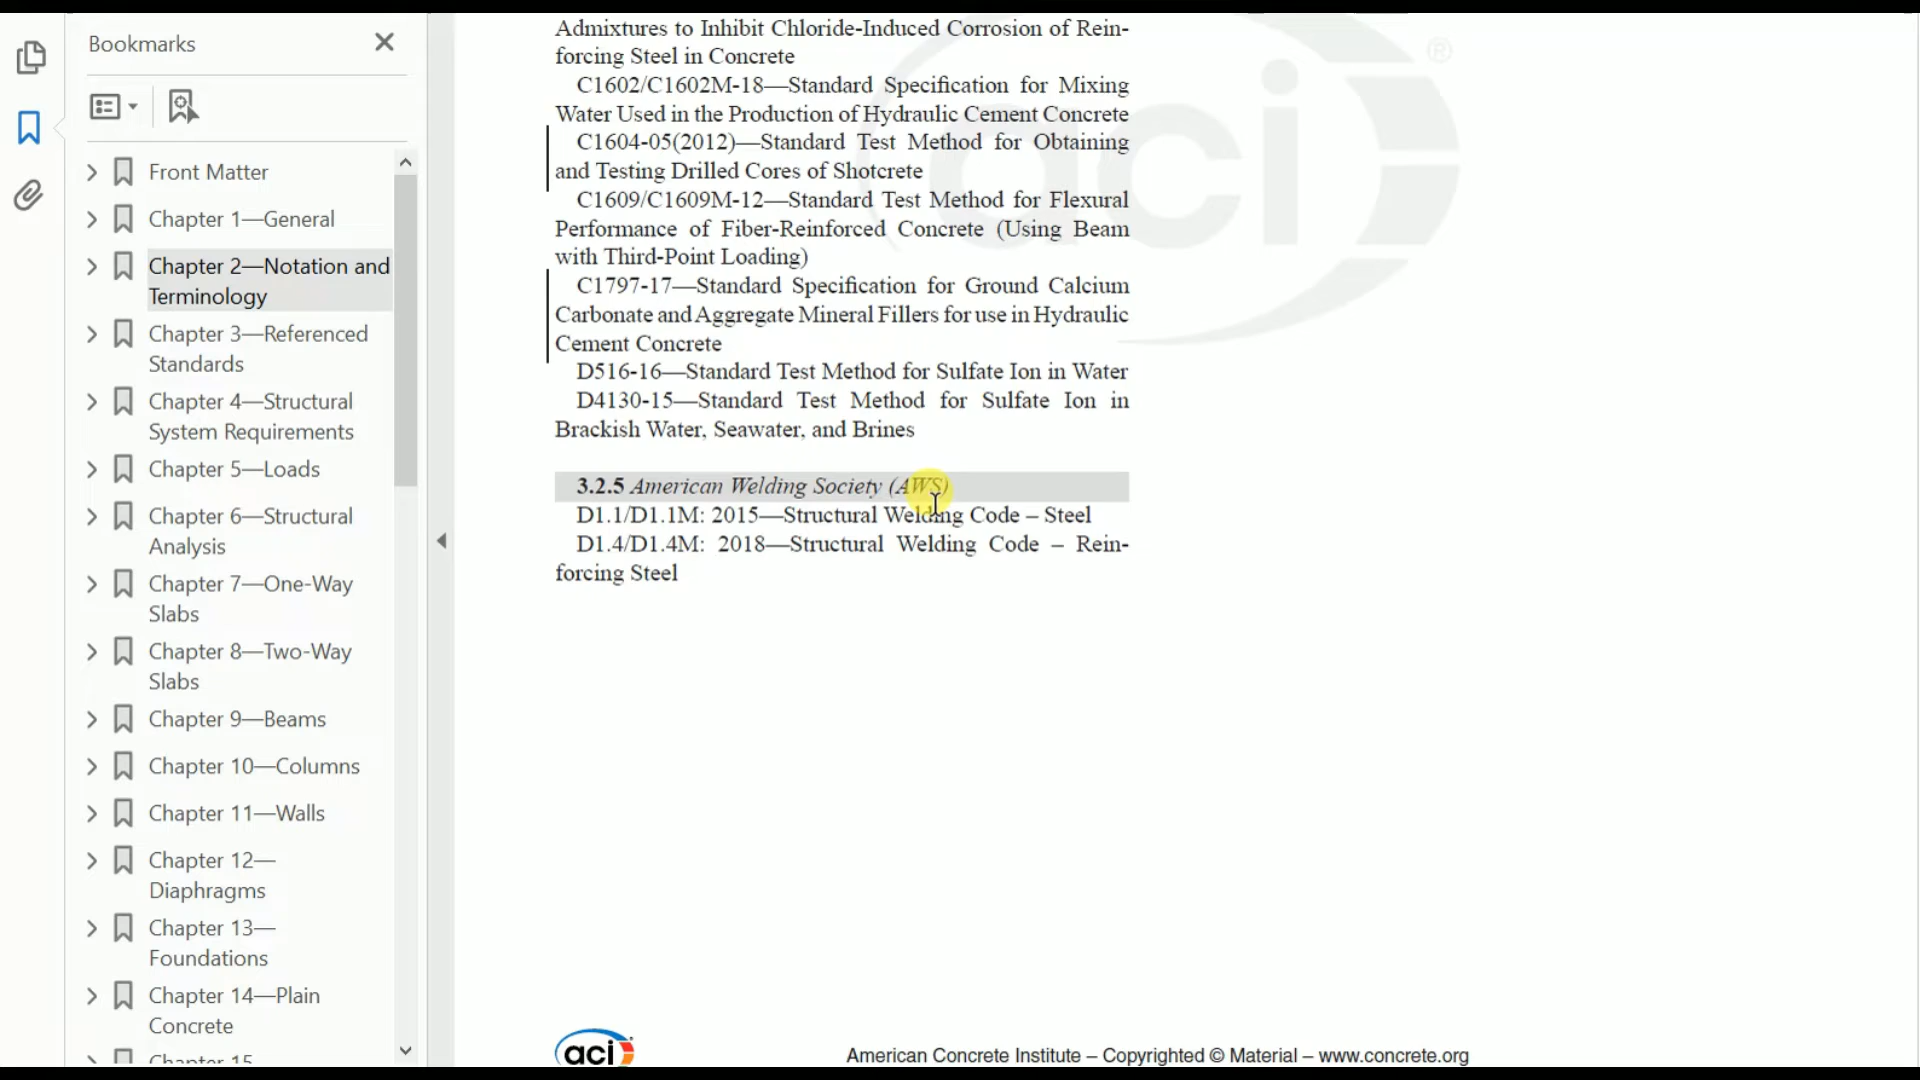 Bookmarks
Front Matter
Chapter 1—General
Chapter 2—Notation and
Terminology
Chapter 3—Referenced
Standards
Chapter 4—Structural
System Requirements
Chapter 5—Loads
Chapter 6—Structural
Analysis
Chapter 7—One-Way
Slabs
Chapter 8—Two-Way
Slabs
Chapter 9—Beams
Chapter 10—Columns
Chapter 11—Walls
Chapter 12—
Diaphragms
Chapter 13—
Foundations
Chapter 14—Plain
Concrete
Chapter 15
aci®
Admixtures to Inhibit Chloride-Induced Corrosion of Rein-
forcing Steel in Concrete
C1602/C1602M-18—Standard Specification for Mixing
Water Used in the Production of Hydraulic Cement Concrete
C1604-05(2012)—Standard Test Method for Obtaining
and Testing Drilled Cores of Shotcrete
C1609/C1609M-12—Standard Test Method for Flexural
Performance of Fiber-Reinforced Concrete (Using Beam
with Third-Point Loading)
C1797-17—Standard Specification for Ground Calcium
Carbonate and Aggregate Mineral Fillers for use in Hydraulic
Cement Concrete
D516-16—Standard Test Method for Sulfate Ion in Water
D4130-15—Standard Test Method for Sulfate Ion in
Brackish Water, Seawater, and Brines
3.2.5 American Welding Society (AWS)
D1.1/D1.1M: 2015—Structural Welding Code – Steel
D1.4/D1.4M: 2018—Structural Welding Code – Rein-
forcing Steel
aci
American Concrete Institute – Copyrighted © Material – www.concrete.org